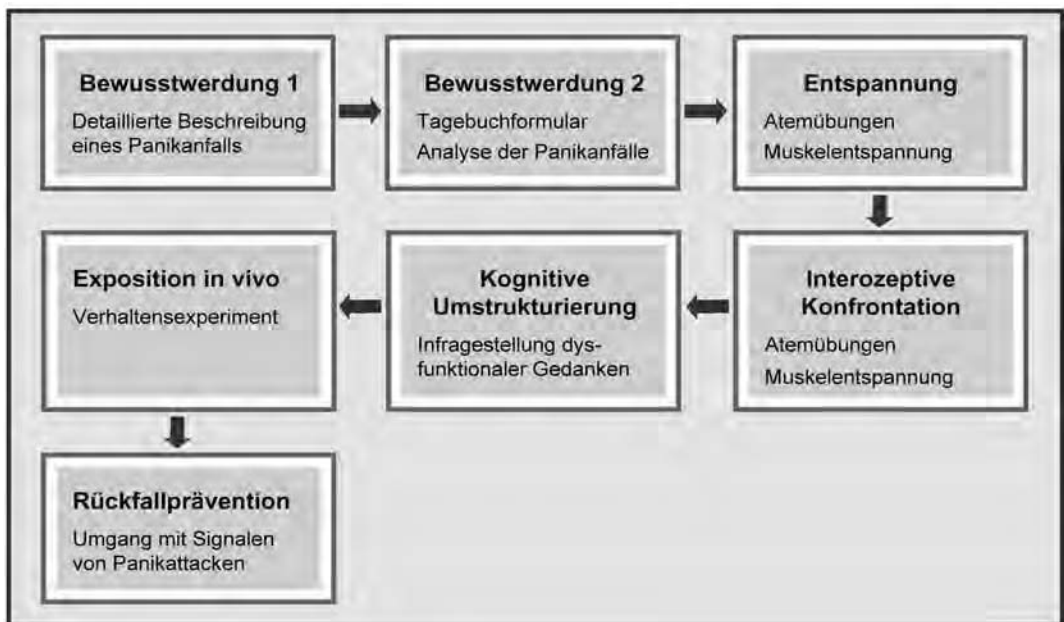 Bewusstwerdung 1
Detaillierte Beschreibung
eines Panikanfalls
Bewusstwerdung 2
Tagebuchformular
Analyse der Panikanfälle
Entspannung
Atemübungen
Muskelentspannung
Interozeptive
Konfrontation
Atemübungen
Muskelentspannung
Kognitive
Umstrukturierung
Infragestellung dys-
funktionaler Gedanken
Exposition in vivo
Verhaltensexperiment
Rückfallprävention
Umgang mit Signalen
von Panikattacken